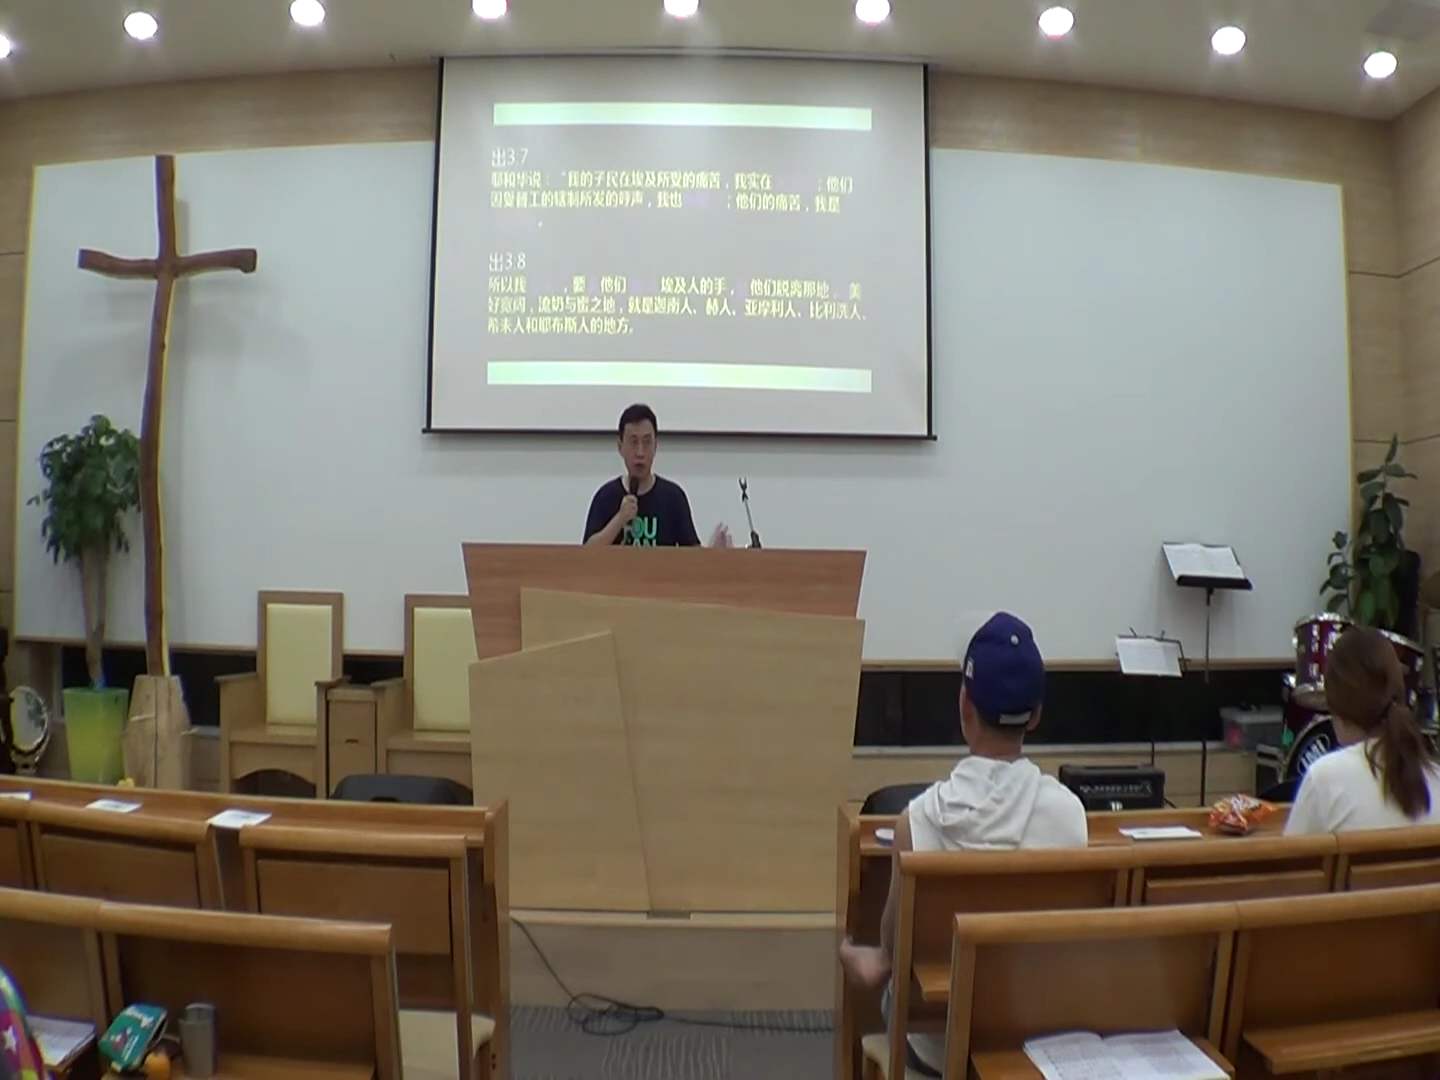 出3:7
耶和华说：“我的子民在埃及所受的痛苦，我实在 ；他们
因受督工的辖制所发的呼声，我也 ；他们的痛苦，我是
。
出3:8
所以我 ，要 他们 埃及人的手， 他们脱离那地， 美
好宽阔，流奶与蜜之地，就是迦南人、赫人、亚摩利人、比利洗人、
希未人和耶布斯人的地方。
OU